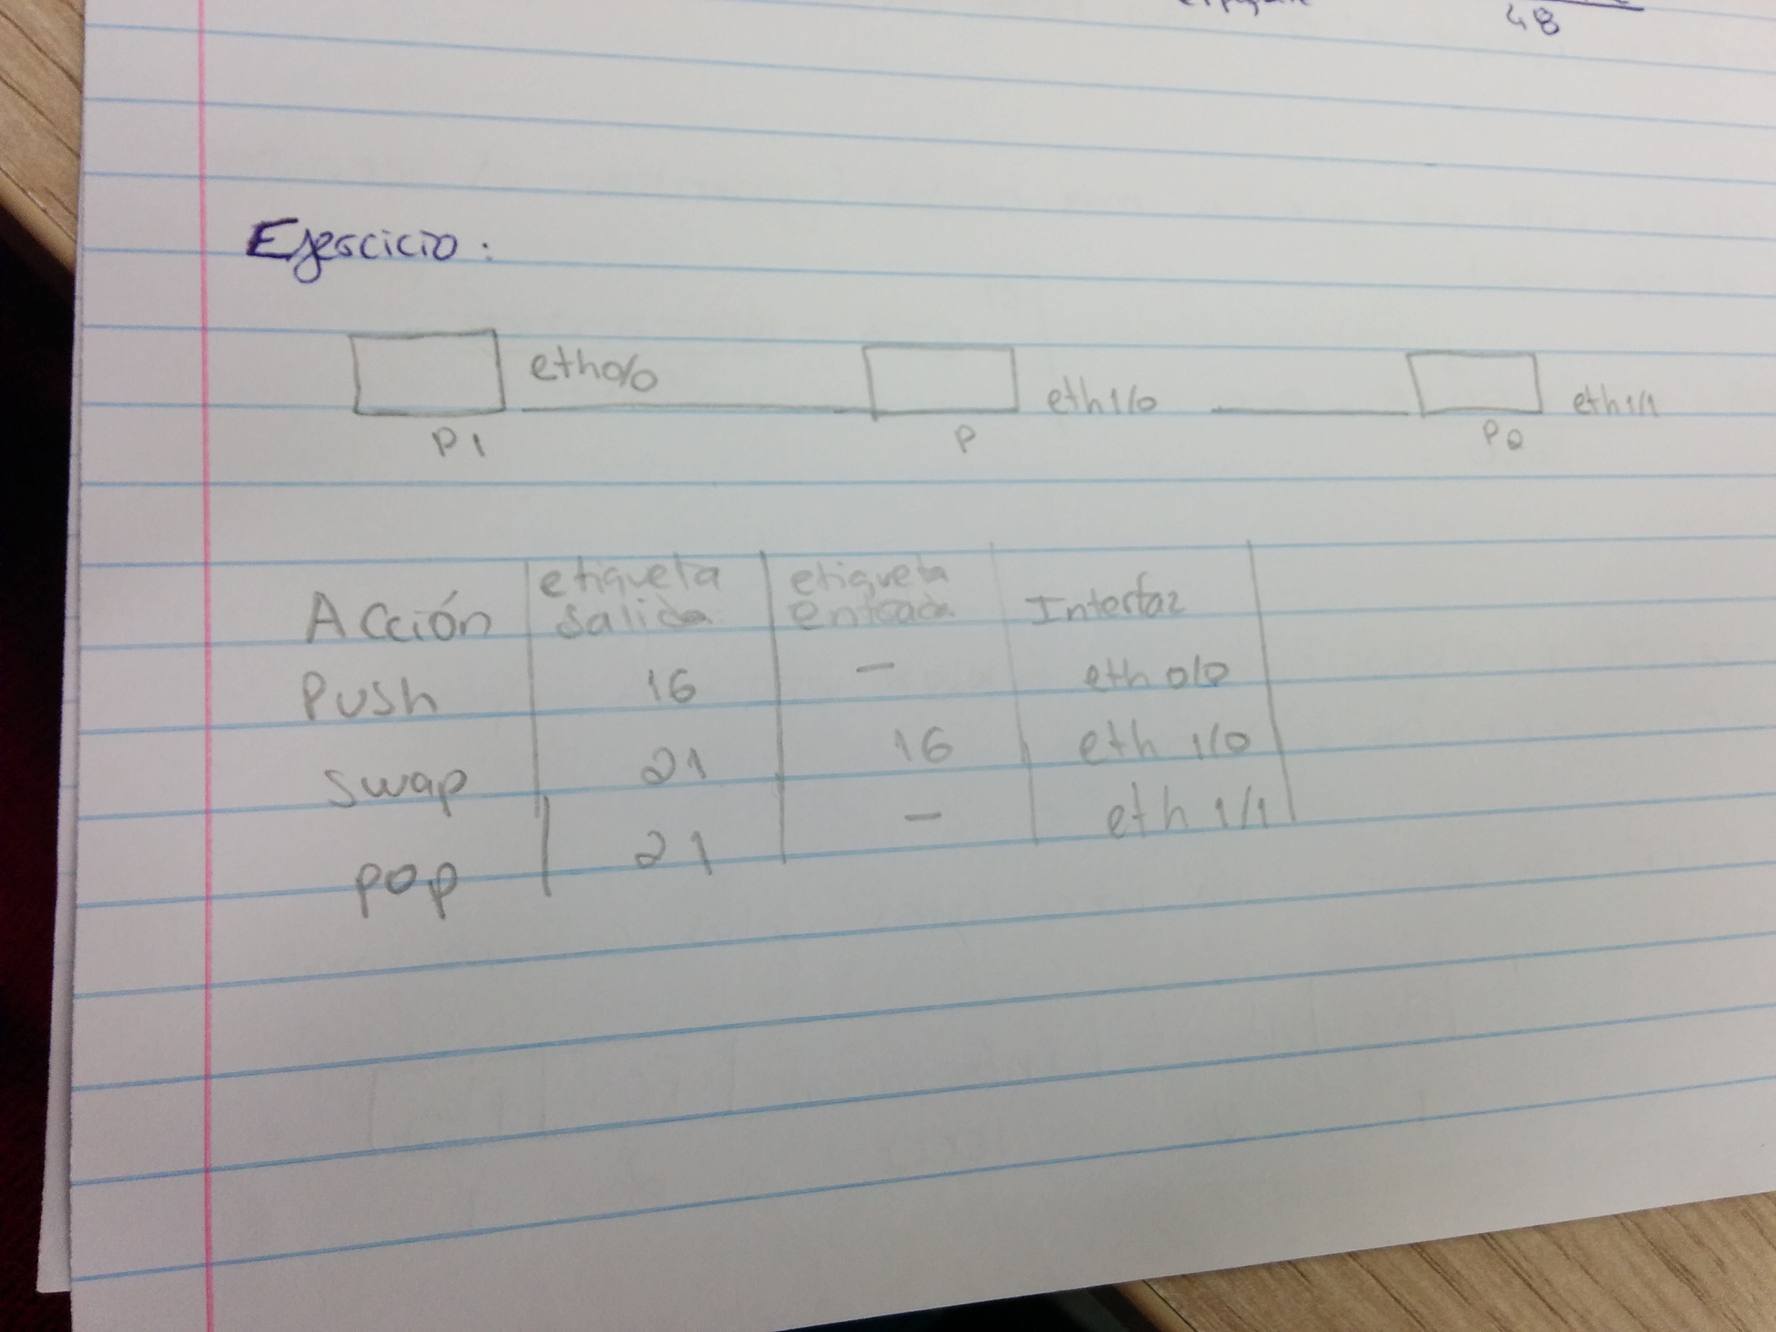 48
Ejercicio:
eth0/0 eth1/0 eth1/1
P1 P P2
Acción etiqueta salida etiqueta entrada Interfaz
Push 16 - eth 0/0
swap 21 16 eth 1/0
pop 21 - eth 1/1